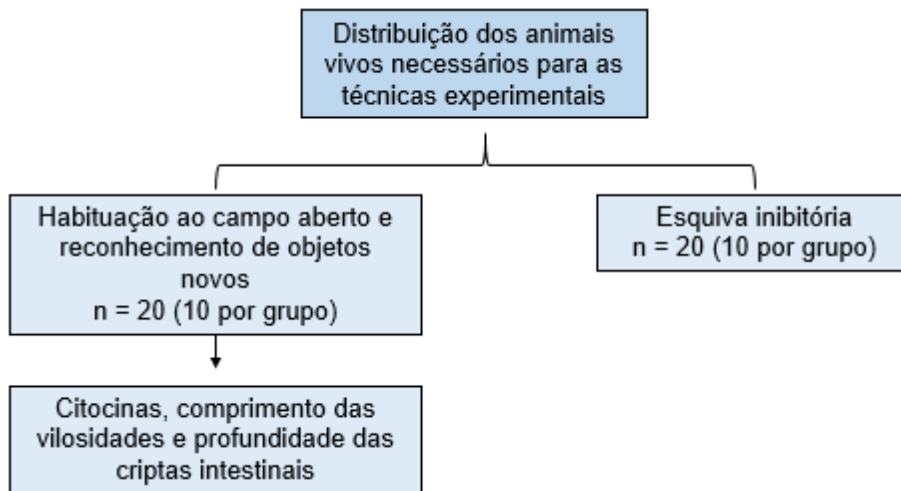 Distribuição dos animais
vivos necessários para as
técnicas experimentais
Habituação ao campo aberto e
reconhecimento de objetos
novos
n = 20 (10 por grupo)
Esquiva inibitória
n = 20 (10 por grupo)
Citocinas, comprimento das
vilosidades e profundidade das
criptas intestinais